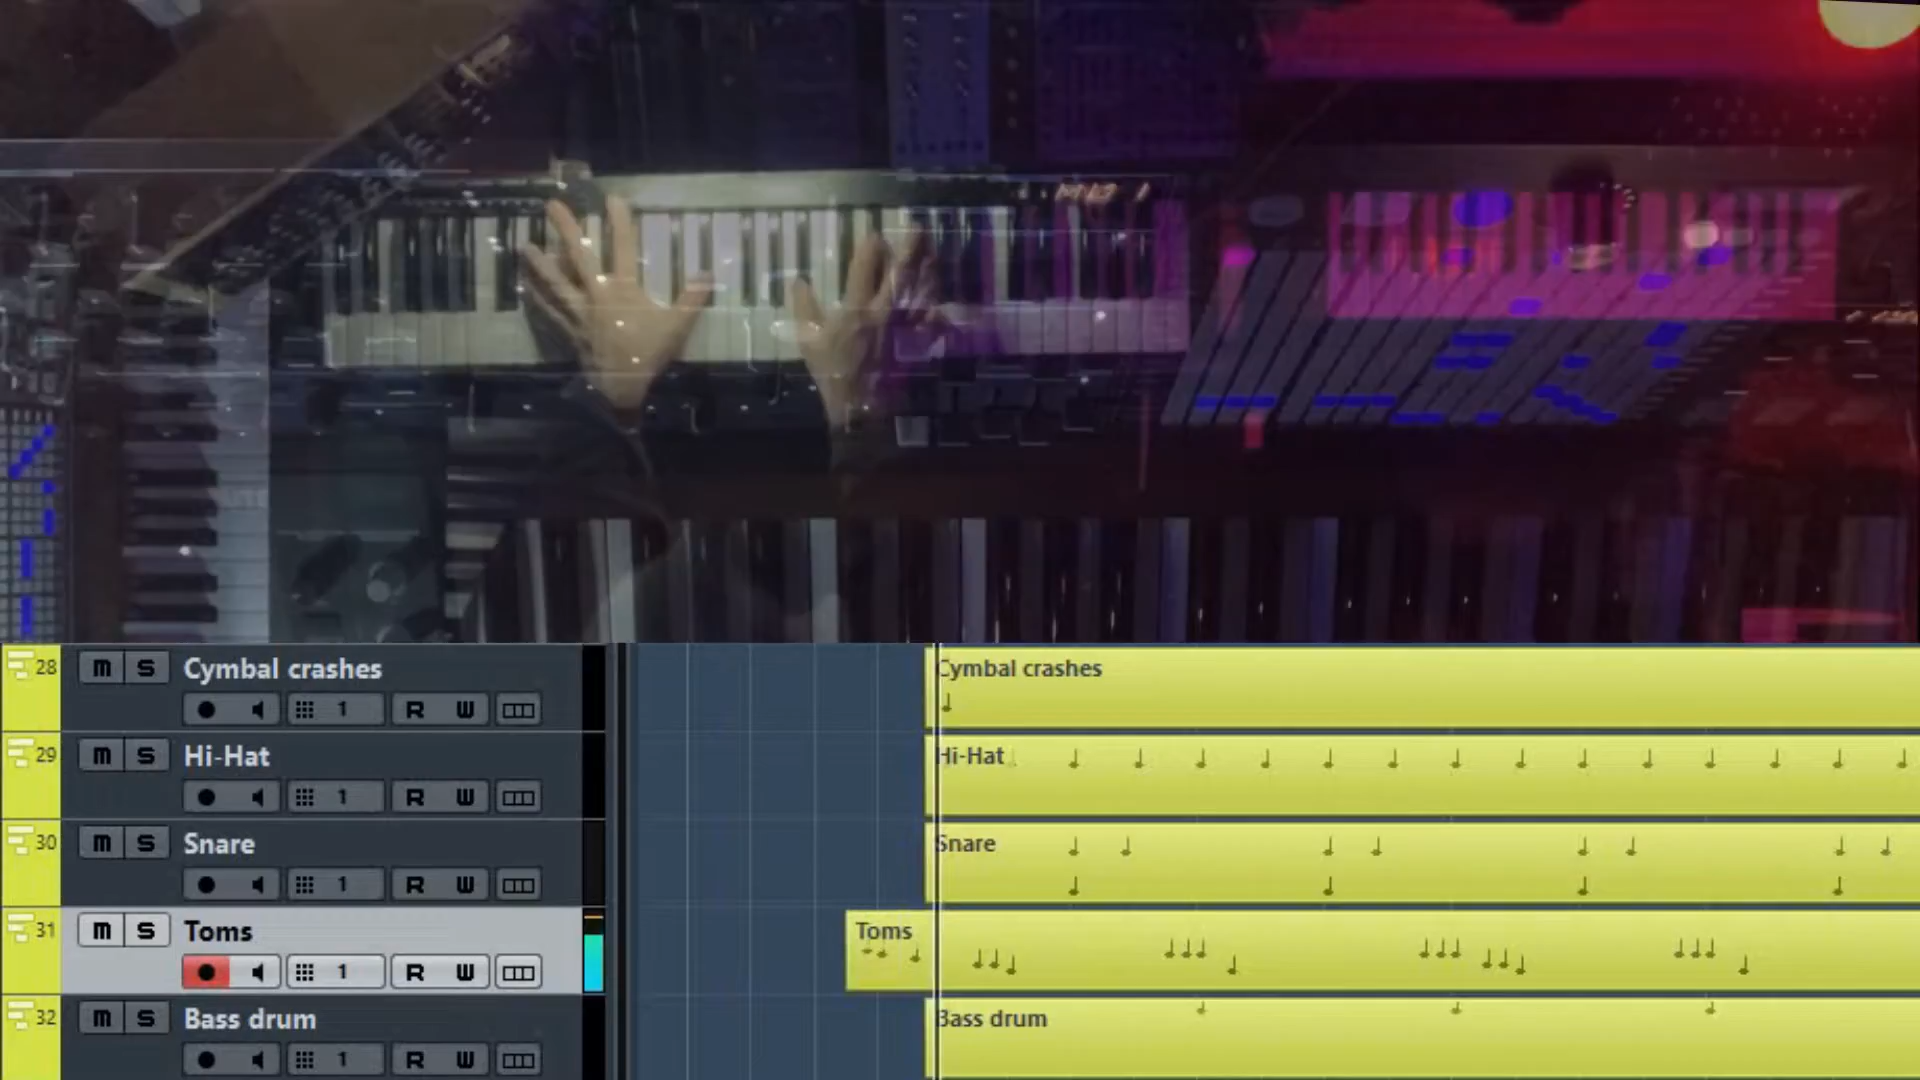 28 m S Cymbal crashes Cymbal crashes
1 R W
29 m S Hi-Hat Hi-Hat
1 R W
30 m S Snare Snare
1 R W
31 m S Toms Toms
1 R W
32 m S Bass drum Bass drum
1 R W